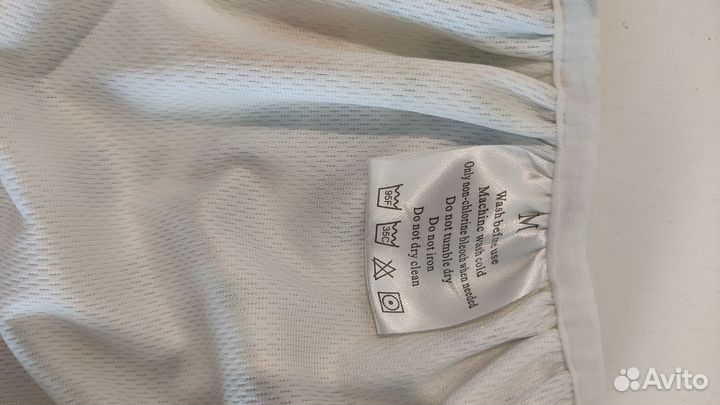 M
Wash before use
Machine wash cold
Only non-chlorine bleoch when needed
Do not tumble dry
Do not iron
Do not dry clean
95F
35C
Avito